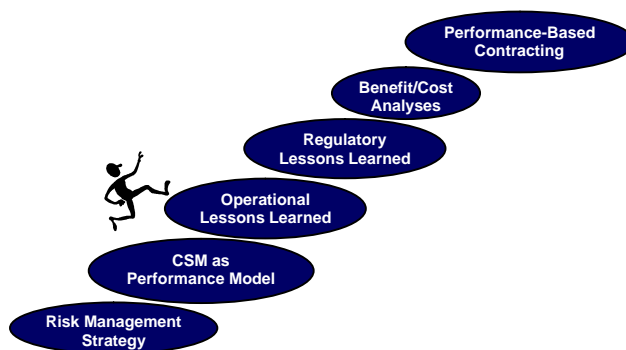 Performance-Based
Contracting
Benefit/Cost
Analyses
Regulatory
Lessons Learned
Operational
Lessons Learned
CSM as
Performance Model
Risk Management
Strategy